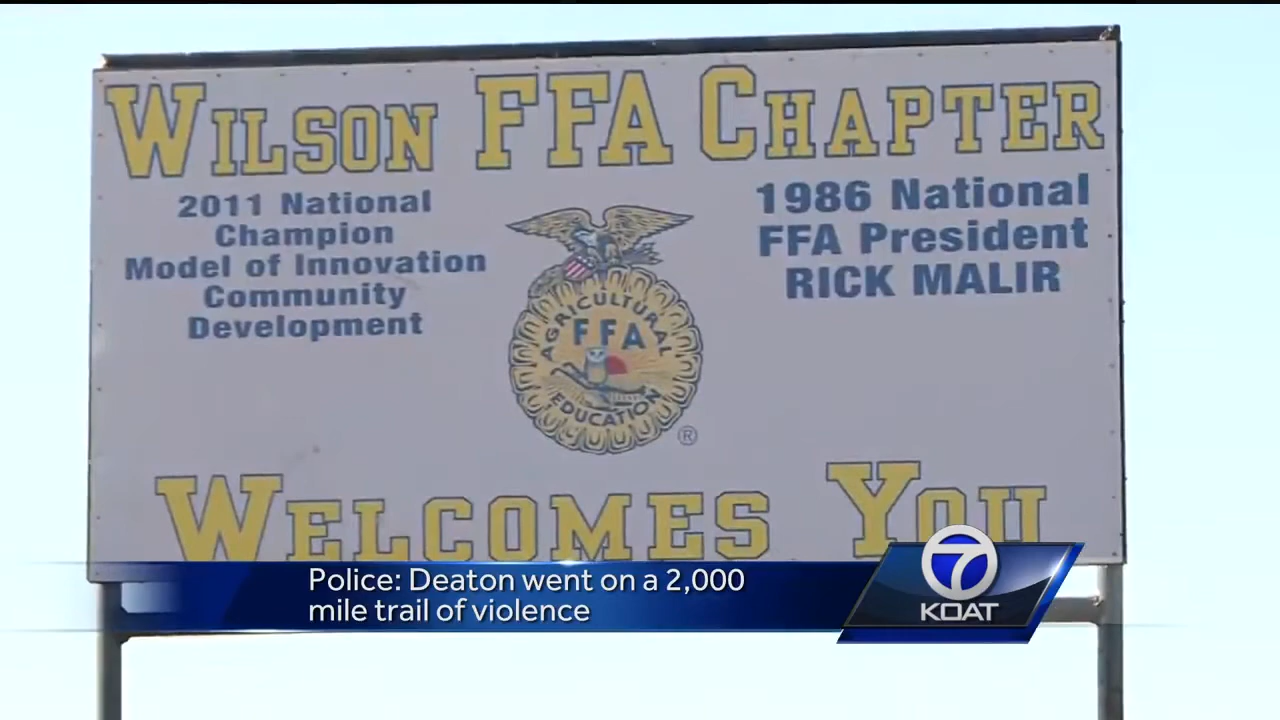 WILSON FFA CHAPTER
2011 National
Champion
Model of Innovation
Community
Development
1986 National
FFA President
RICK MALIR
AGRICULTURAL
FFA
EDUCATION
®
WELCOMES YOU
Police: Deaton went on a 2,000
mile trail of violence
7
KOAT